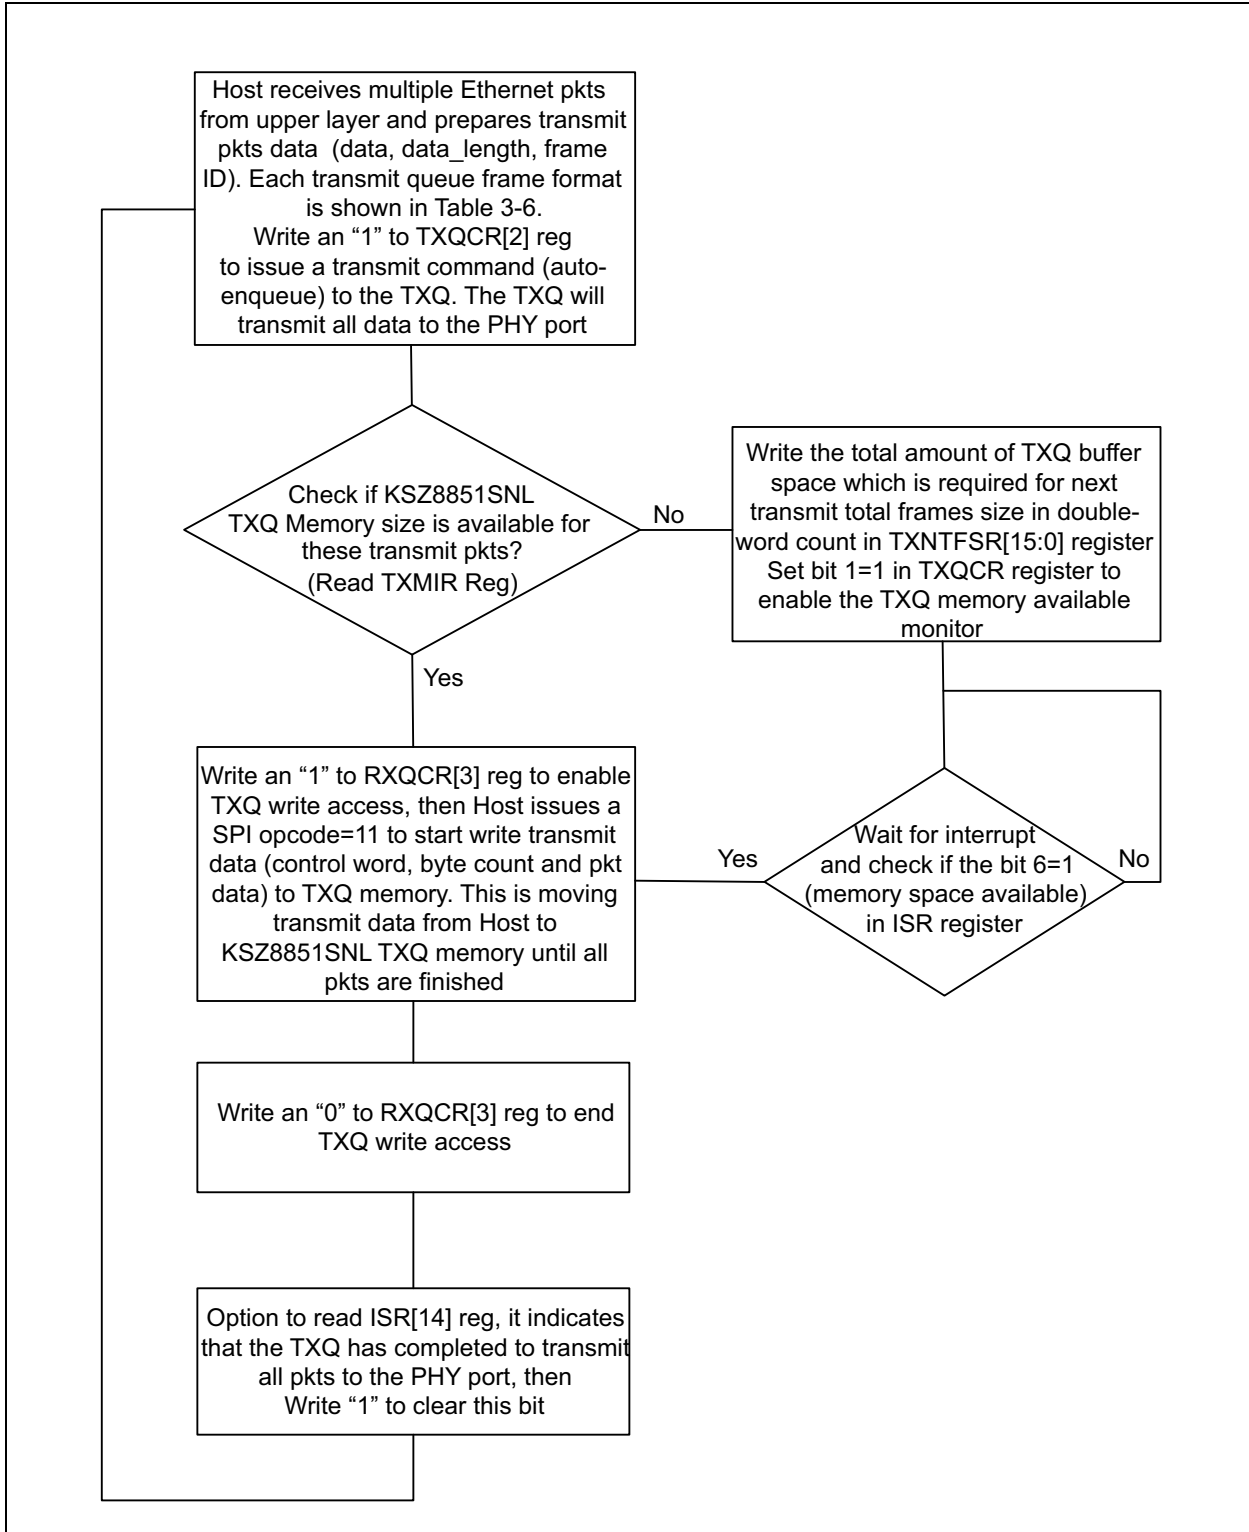 Host receives multiple Ethernet pkts
from upper layer and prepares transmit
pkts data (data, data_length, frame
ID). Each transmit queue frame format
is shown in Table 3-6.
Write an “1” to TXQCR[2] reg
to issue a transmit command (auto-
enqueue) to the TXQ. The TXQ will
transmit all data to the PHY port
Check if KSZ8851SNL
TXQ Memory size is available for
these transmit pkts?
(Read TXMIR Reg)
No
Write the total amount of TXQ buffer
space which is required for next
transmit total frames size in double-
word count in TXNTFSR[15:0] register
Set bit 1=1 in TXQCR register to
enable the TXQ memory available
monitor
Yes
Write an “1” to RXQCR[3] reg to enable
TXQ write access, then Host issues a
SPI opcode=11 to start write transmit
data (control word, byte count and pkt
data) to TXQ memory. This is moving
transmit data from Host to
KSZ8851SNL TXQ memory until all
pkts are finished
Yes
Wait for interrupt
and check if the bit 6=1
(memory space available)
in ISR register
No
Write an “0” to RXQCR[3] reg to end
TXQ write access
Option to read ISR[14] reg, it indicates
that the TXQ has completed to transmit
all pkts to the PHY port, then
Write “1” to clear this bit